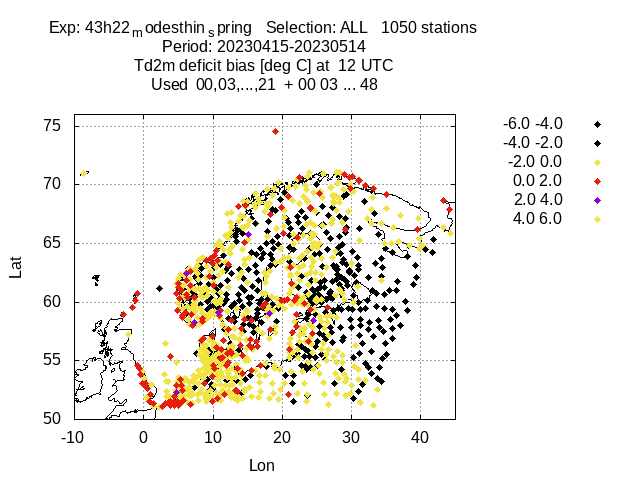 Exp: 43h22modesthinspring Selection: ALL 1050 stations
Period: 20230415-20230514
Td2m deficit bias [deg C] at 12 UTC
Used 00,03,...,21 + 00 03 ... 48
-6.0 -4.0
-4.0 -2.0
-2.0 0.0
0.0 2.0
2.0 4.0
4.0 6.0
75
70
65
60
55
50
Lat
-10 0 10 20 30 40
Lon